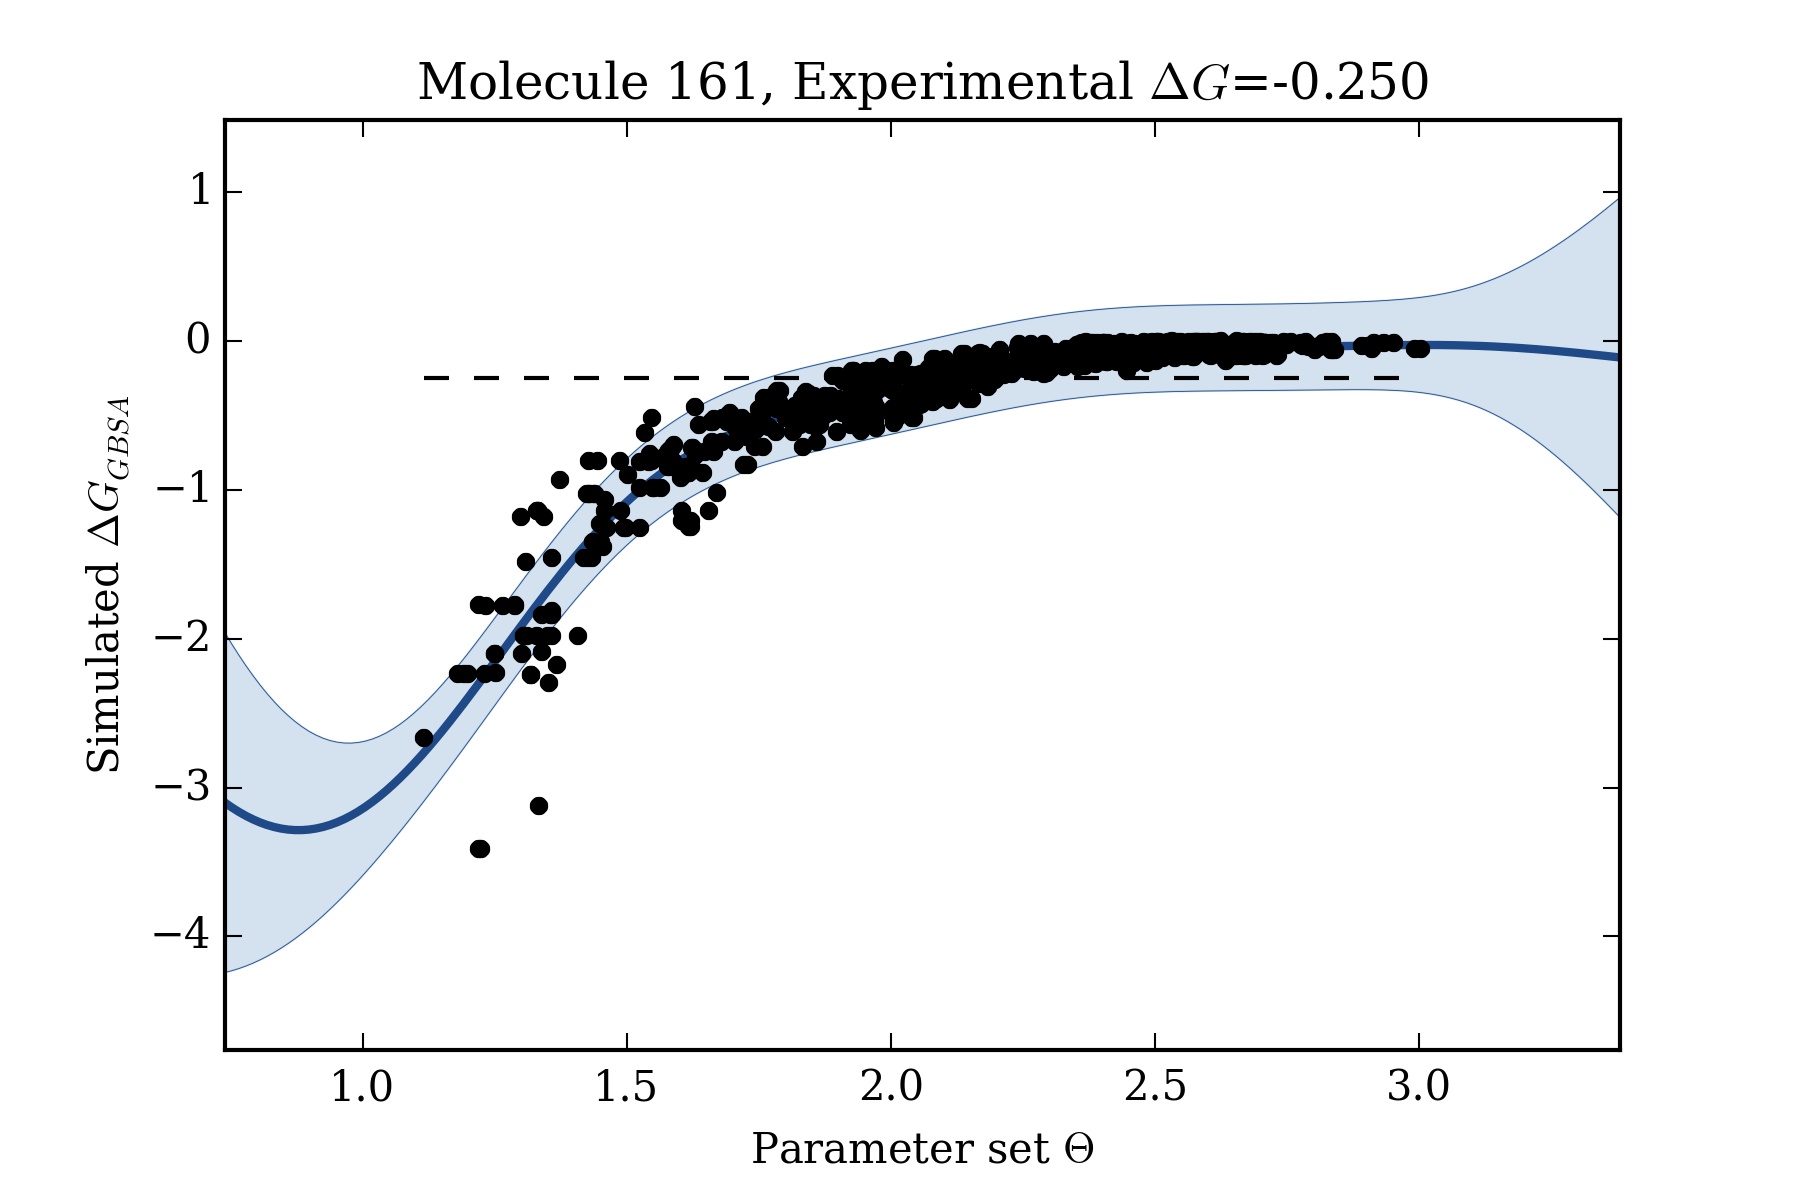 Molecule 161, Experimental ΔG=-0.250
Simulated ΔG_GBSA
1
0
−1
−2
−3
−4
1.0 1.5 2.0 2.5 3.0
Parameter set Θ